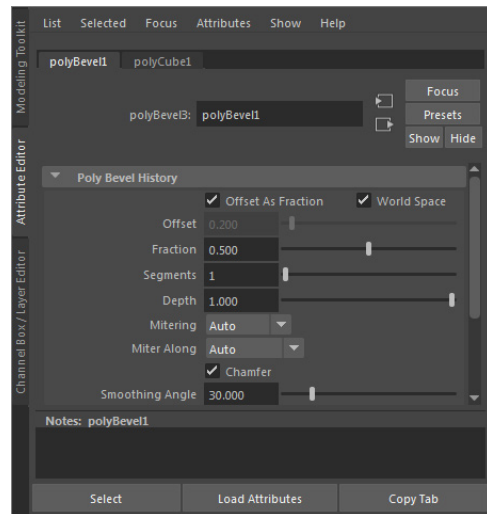 List Selected Focus Attributes Show Help
polyBevel1 polyCube1
polyBevel3: polyBevel1
Focus
Presets
Show Hide
Poly Bevel History
Offset As Fraction World Space
Offset 0.200
Fraction 0.500
Segments 1
Depth 1.000
Mitering Auto
Miter Along Auto
Chamfer
Smoothing Angle 30.000
Notes: polyBevel1
Select Load Attributes Copy Tab
Modeling Toolkit
Attribute Editor
Channel Box / Layer Editor